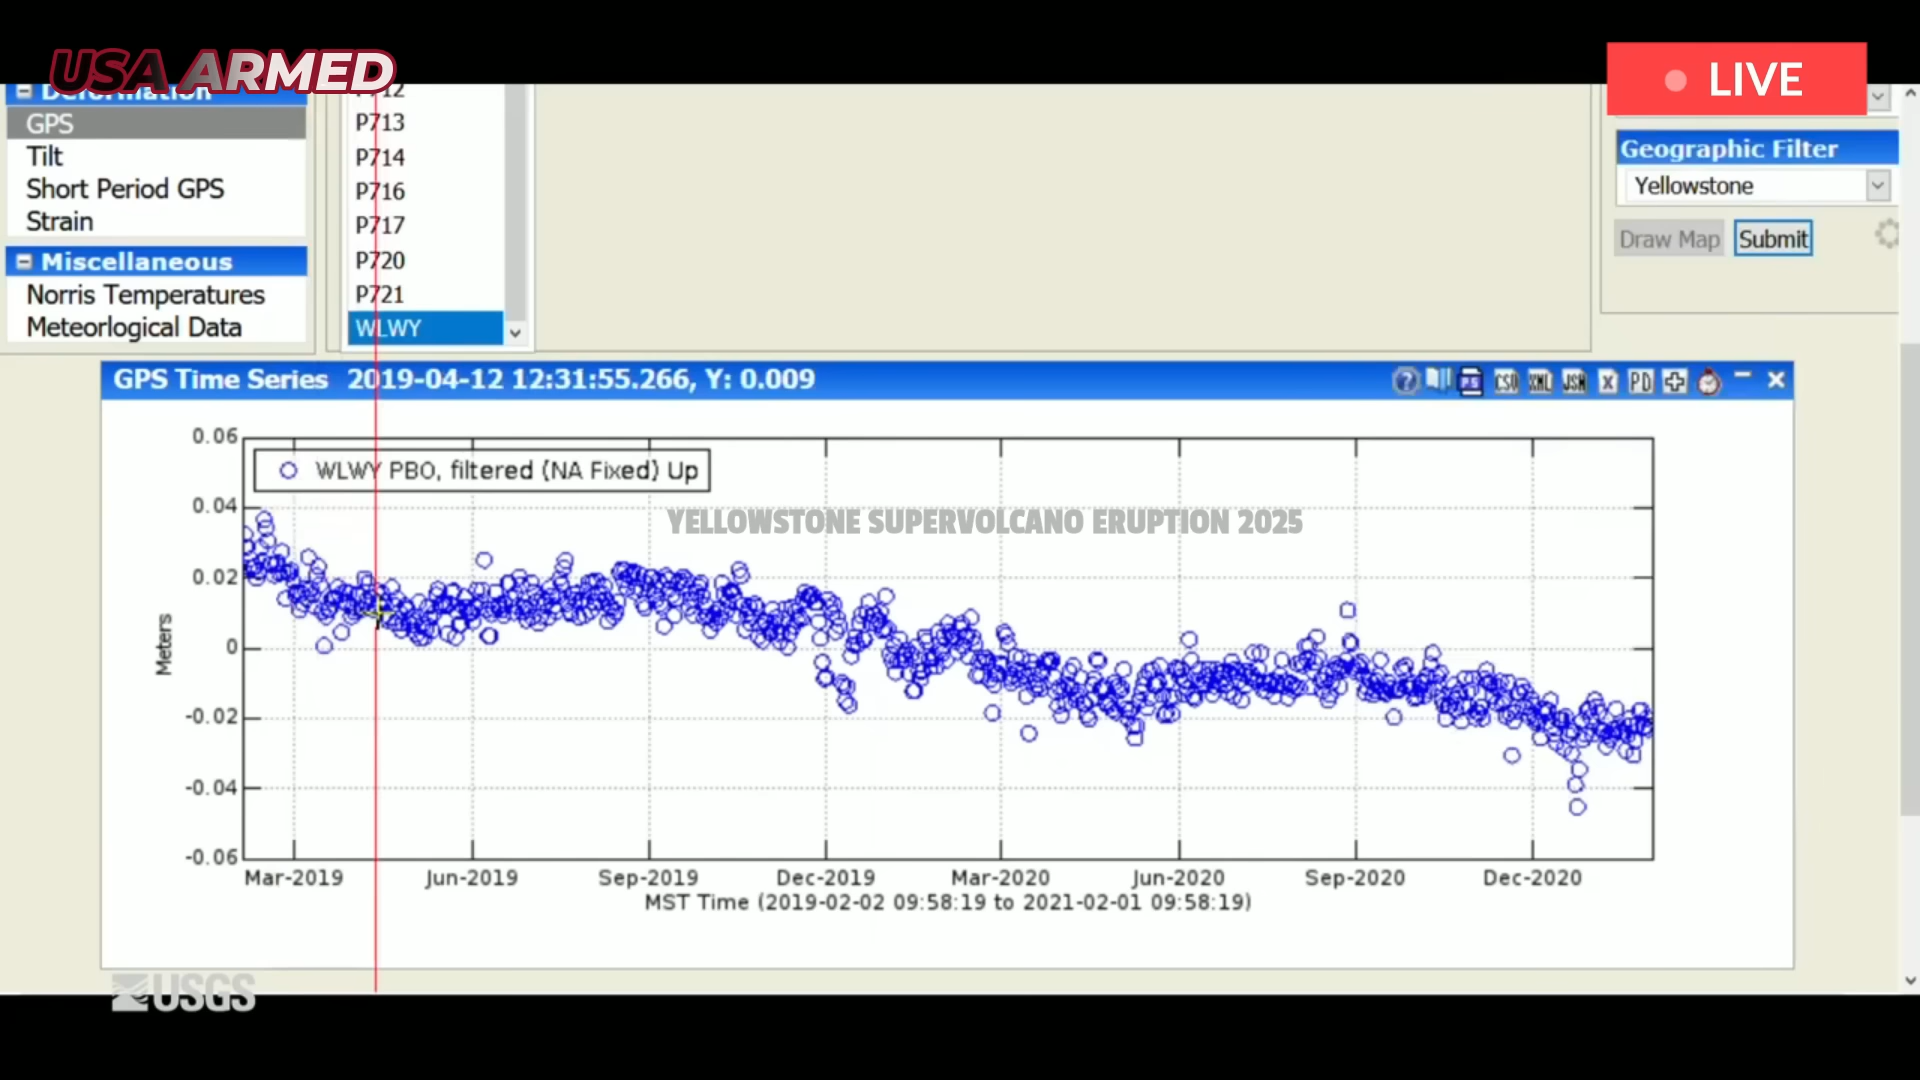 USA ARMED
LIVE
Deformation
GPS
Tilt
Short Period GPS
Strain
Miscellaneous
Norris Temperatures
Meteorlogical Data
P712
P713
P714
P716
P717
P720
P721
WLWY
Geographic Filter
Yellowstone
Draw Map Submit
GPS Time Series 2019-04-12 12:31:55.266, Y: 0.009
? CSV XML X PD
WLWY PBO, filtered (NA Fixed) Up
YELLOWSTONE SUPERVOLCANO ERUPTION 2025
Meters
0.06
0.04
0.02
0
-0.02
-0.04
-0.06
Mar-2019 Jun-2019 Sep-2019 Dec-2019 Mar-2020 Jun-2020 Sep-2020 Dec-2020
MST Time (2019-02-02 09:58:19 to 2021-02-01 09:58:19)
USGS